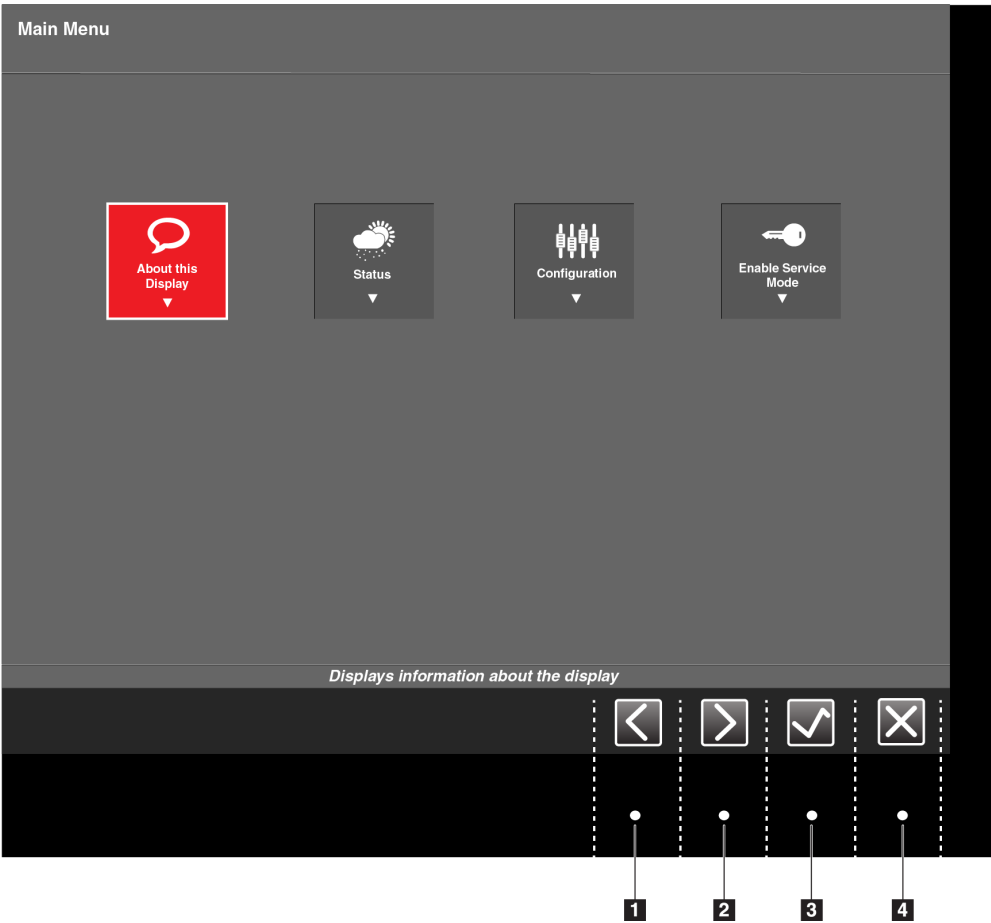 Main Menu
About this
Display
Status
Configuration
Enable Service
Mode
Displays information about the display
1
2
3
4